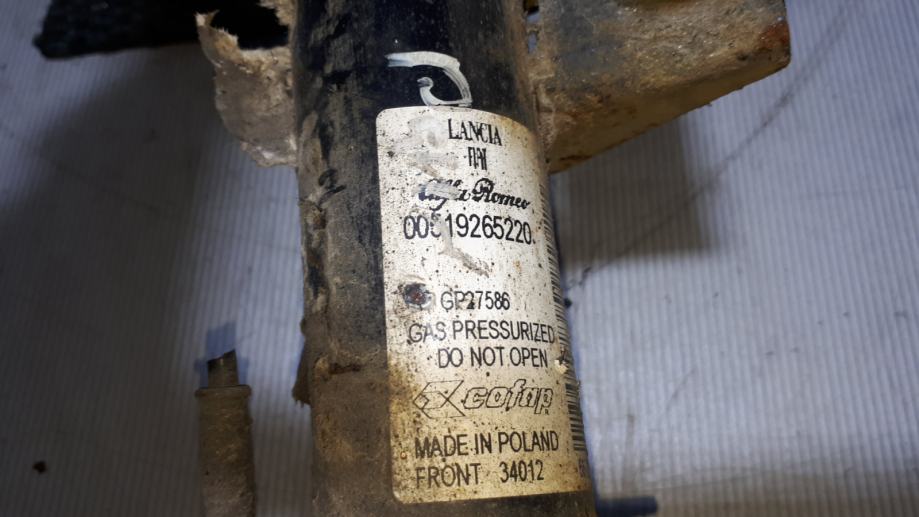 LANCIA
FIAT
Alfa Romeo
00519265220
GP27586
GAS PRESSURIZED
DO NOT OPEN
cofap
MADE IN POLAND
FRONT 34012